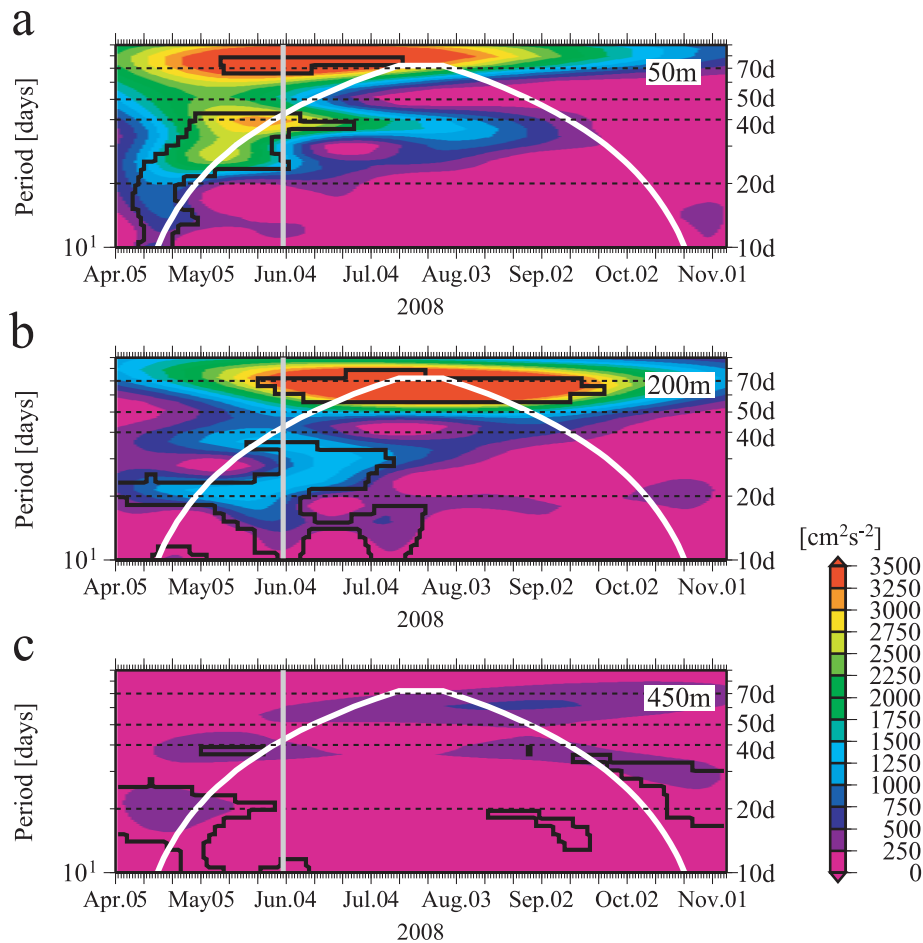 a
Period [days]
50m
70d
50d
40d
20d
10¹
10d
Apr.05 May05 Jun.04 Jul.04 Aug.03 Sep.02 Oct.02 Nov.01
2008
b
Period [days]
200m
70d
50d
40d
20d
10¹
10d
Apr.05 May05 Jun.04 Jul.04 Aug.03 Sep.02 Oct.02 Nov.01
2008
c
Period [days]
450m
70d
50d
40d
20d
10¹
10d
Apr.05 May05 Jun.04 Jul.04 Aug.03 Sep.02 Oct.02 Nov.01
2008
[cm²s⁻²]
3500
3250
3000
2750
2500
2250
2000
1750
1500
1250
1000
750
500
250
0